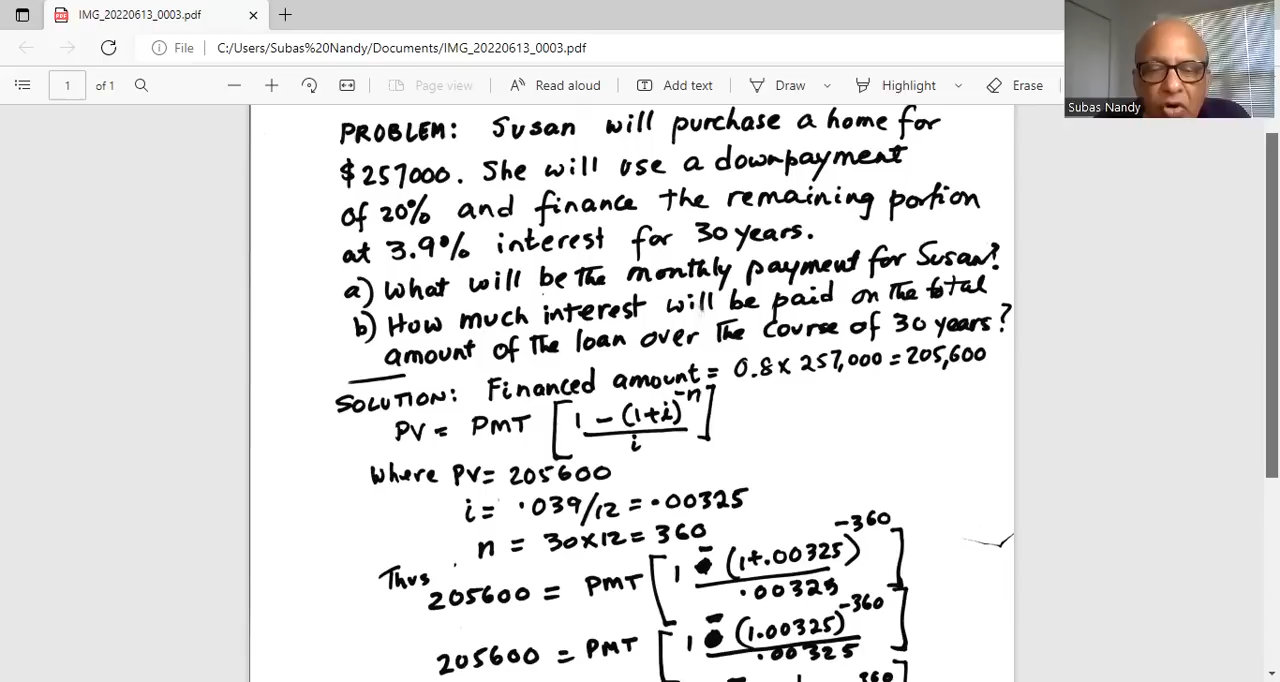 IMG_20220613_0003.pdf
File C:/Users/Subas%20Nandy/Documents/IMG_20220613_0003.pdf
1 of 1 Page view Read aloud Add text Draw Highlight Erase
Subas Nandy
PROBLEM: Susan will purchase a home for
$257000. She will use a downpayment
of 20% and finance the remaining portion
at 3.9% interest for 30 years.
a) What will be the monthly payment for Susan?
b) How much interest will be paid on the total
amount of the loan over the course of 30 years?
SOLUTION: Financed amount = 0.8 x 257,000 = 205,600
PV = PMT [1 - (1+i)^-n / i]
Where PV = 205600
i = .039/12 = .00325
n = 30x12 = 360
Thus
205600 = PMT [1 - (1+.00325)^-360 / .00325]
205600 = PMT [1 - (1.00325)^-360 / .00325]
360